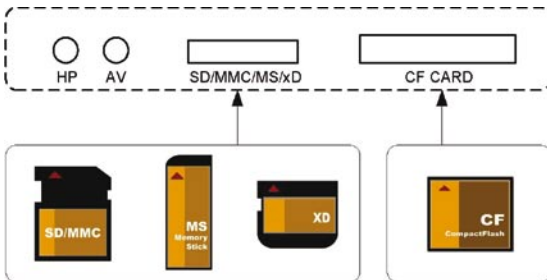 HP AV SD/MMC/MS/xD CF CARD
SD/MMC
MS
Memory
Stick
XD
CF
CompactFlash